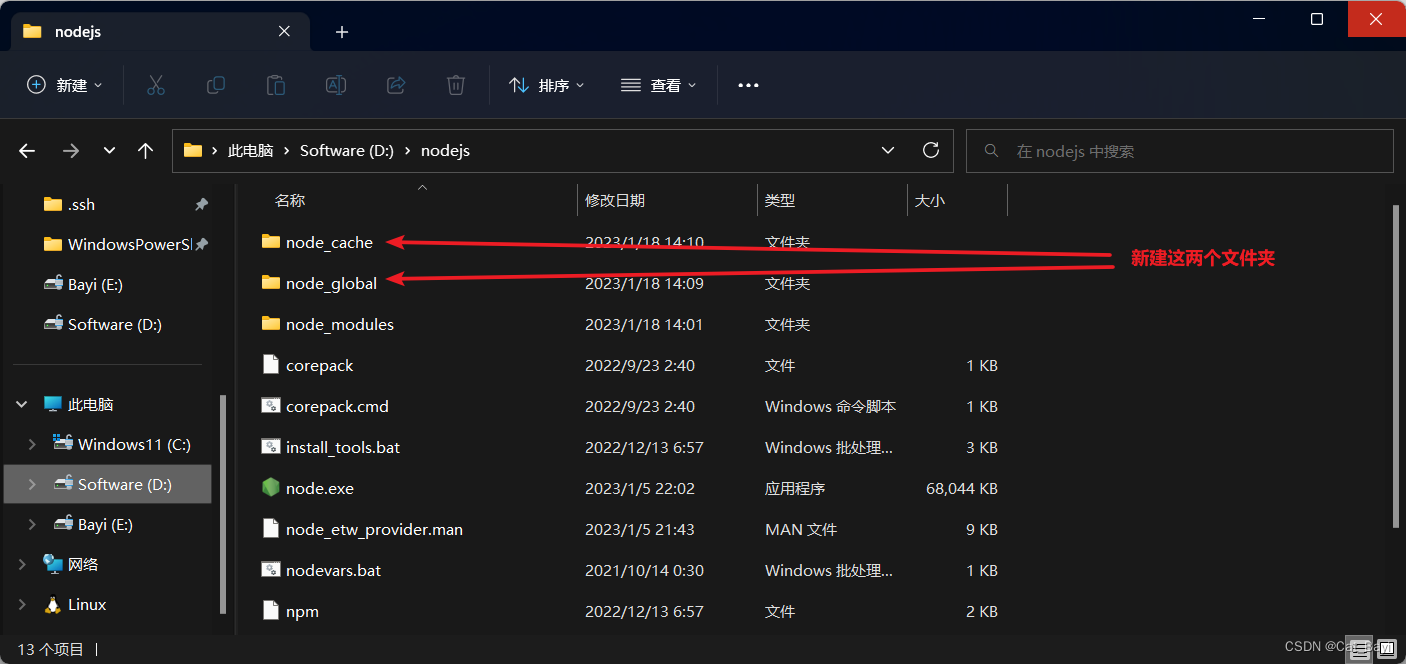 nodejs
新建
排序
查看
此电脑 Software (D:) nodejs
在 nodejs 中搜索
.ssh
Bayi (E:)
Software (D:)
此电脑
Windows11 (C:)
Software (D:)
Bayi (E:)
网络
Linux
名称 修改日期 类型 大小
node_cache 2023/1/18 14:10 文件夹
node_global 2023/1/18 14:09 文件夹
node_modules 2023/1/18 14:01 文件夹
corepack 2022/9/23 2:40 文件 1 KB
corepack.cmd 2022/9/23 2:40 Windows 命令脚本 1 KB
install_tools.bat 2022/12/13 6:57 Windows 批处理... 3 KB
node.exe 2023/1/5 22:02 应用程序 68,044 KB
node_etw_provider.man 2023/1/5 21:43 MAN 文件 9 KB
nodevars.bat 2021/10/14 0:30 Windows 批处理... 1 KB
npm 2022/12/13 6:57 文件 2 KB
新建这两个文件夹
13 个项目
CSDN